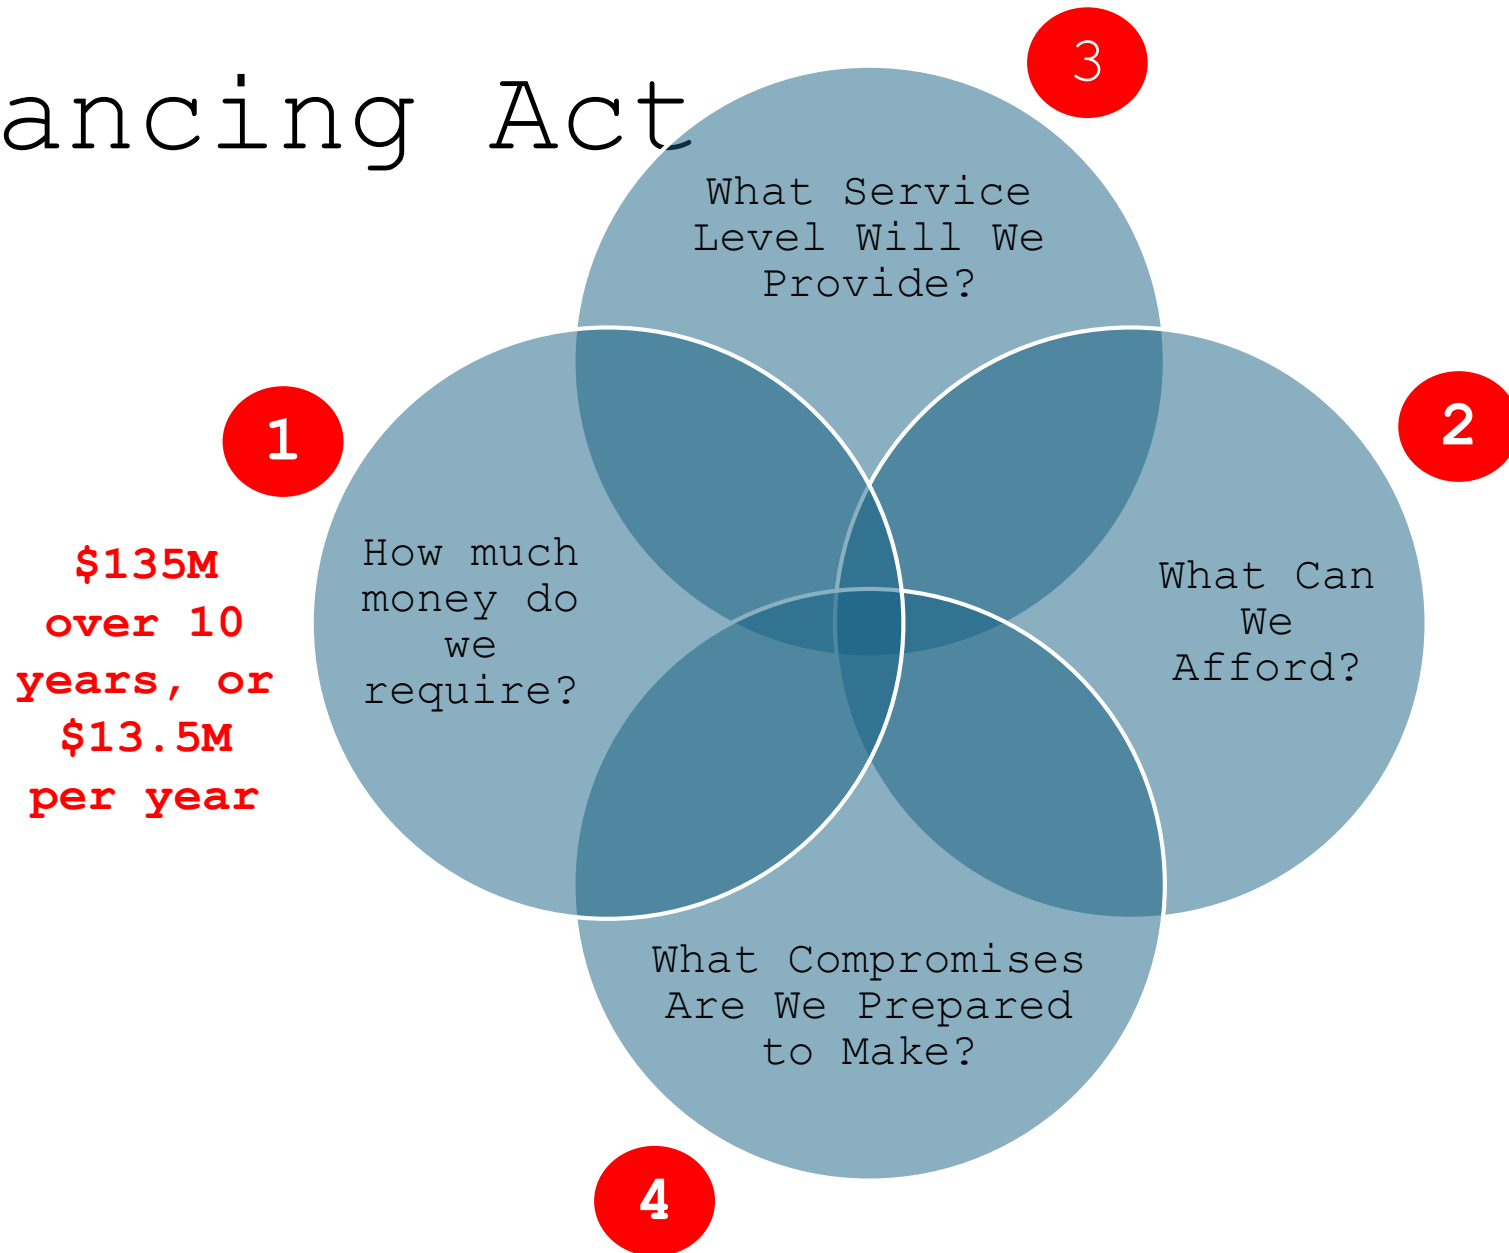 ancing Act
3
What Service
Level Will We
Provide?
1
2
$135M
over 10
years, or
$13.5M
per year
How much
money do
we
require?
What Can
We
Afford?
What Compromises
Are We Prepared
to Make?
4